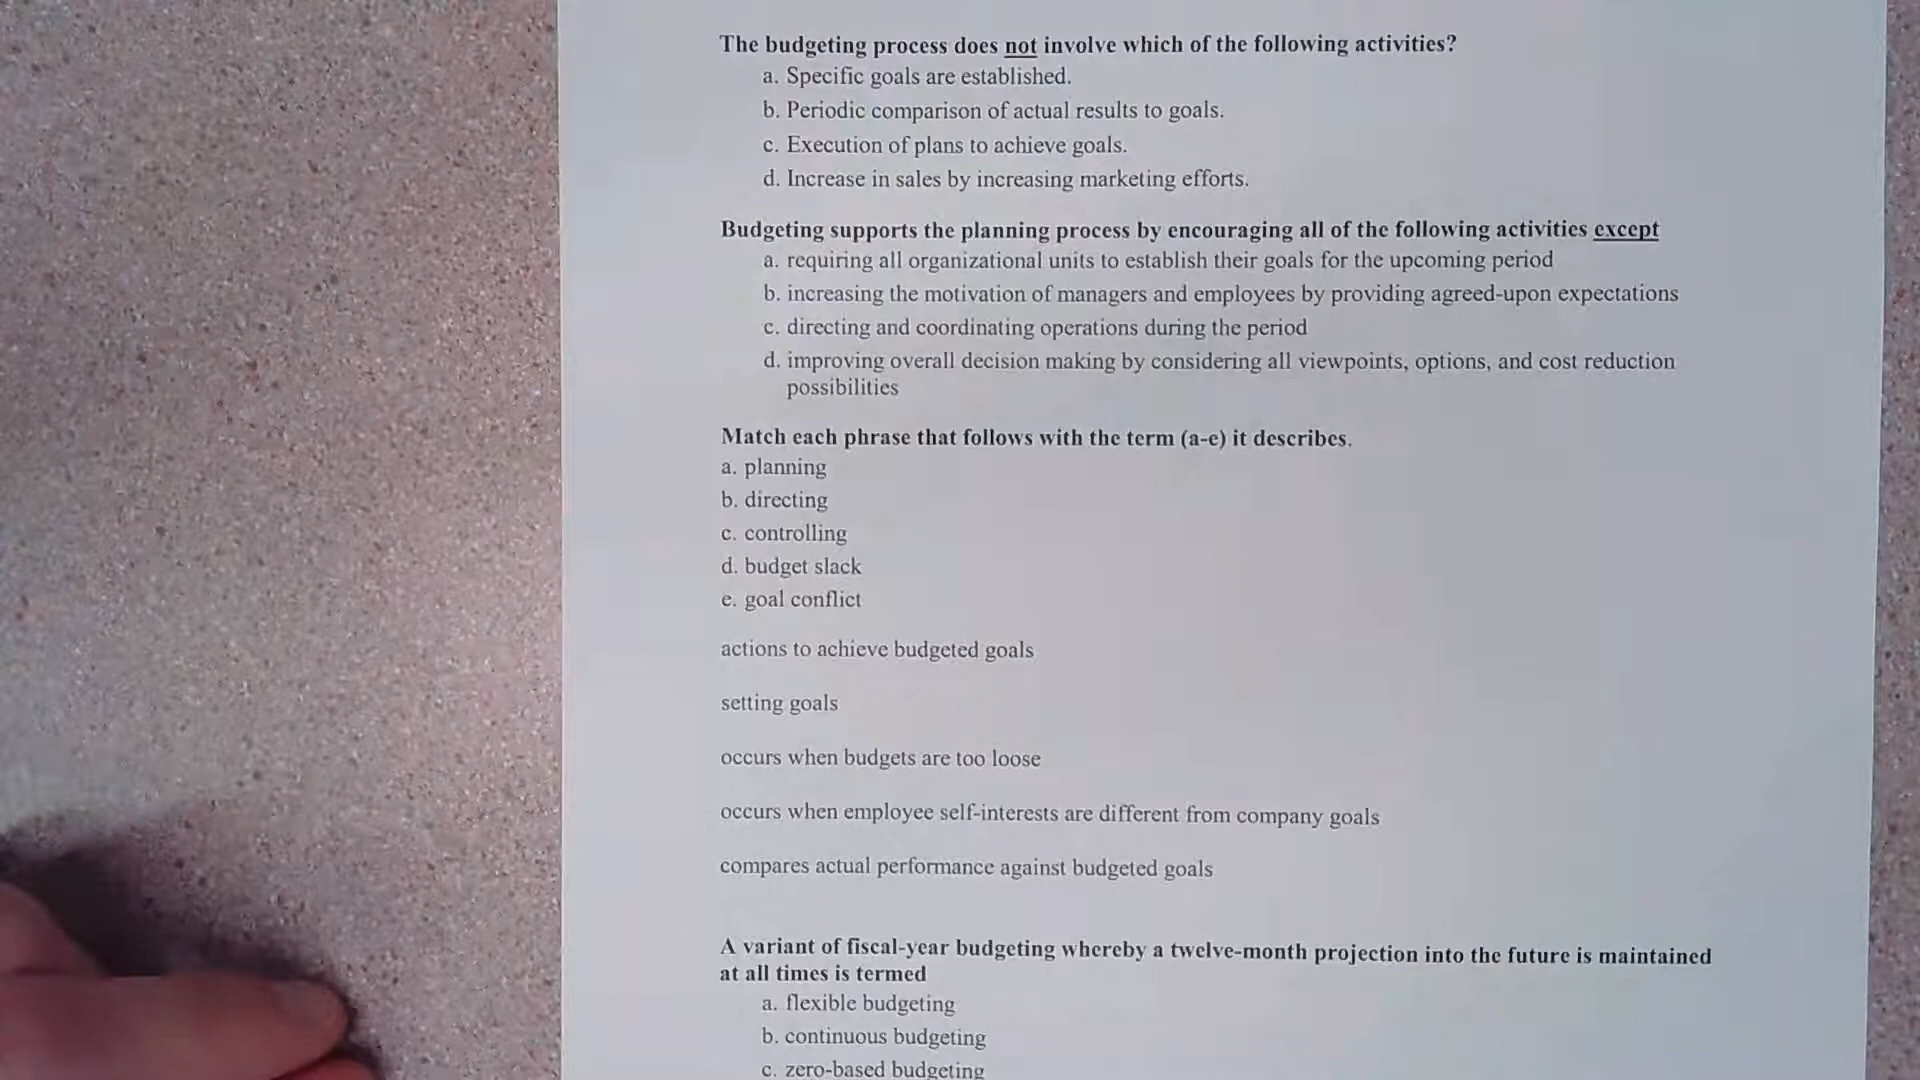 The budgeting process does not involve which of the following activities?
a. Specific goals are established.
b. Periodic comparison of actual results to goals.
c. Execution of plans to achieve goals.
d. Increase in sales by increasing marketing efforts.
Budgeting supports the planning process by encouraging all of the following activities except
a. requiring all organizational units to establish their goals for the upcoming period
b. increasing the motivation of managers and employees by providing agreed-upon expectations
c. directing and coordinating operations during the period
d. improving overall decision making by considering all viewpoints, options, and cost reduction
possibilities
Match each phrase that follows with the term (a-e) it describes.
a. planning
b. directing
c. controlling
d. budget slack
e. goal conflict
actions to achieve budgeted goals
setting goals
occurs when budgets are too loose
occurs when employee self-interests are different from company goals
compares actual performance against budgeted goals
A variant of fiscal-year budgeting whereby a twelve-month projection into the future is maintained
at all times is termed
a. flexible budgeting
b. continuous budgeting
c. zero-based budgeting